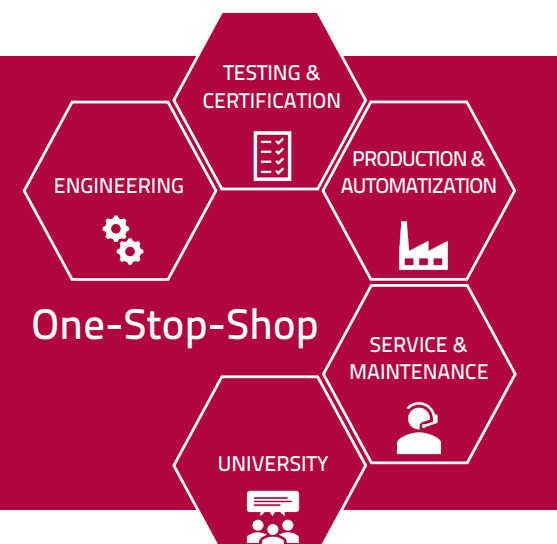 TESTING &
CERTIFICATION
ENGINEERING
PRODUCTION &
AUTOMATIZATION
One-Stop-Shop
SERVICE &
MAINTENANCE
UNIVERSITY